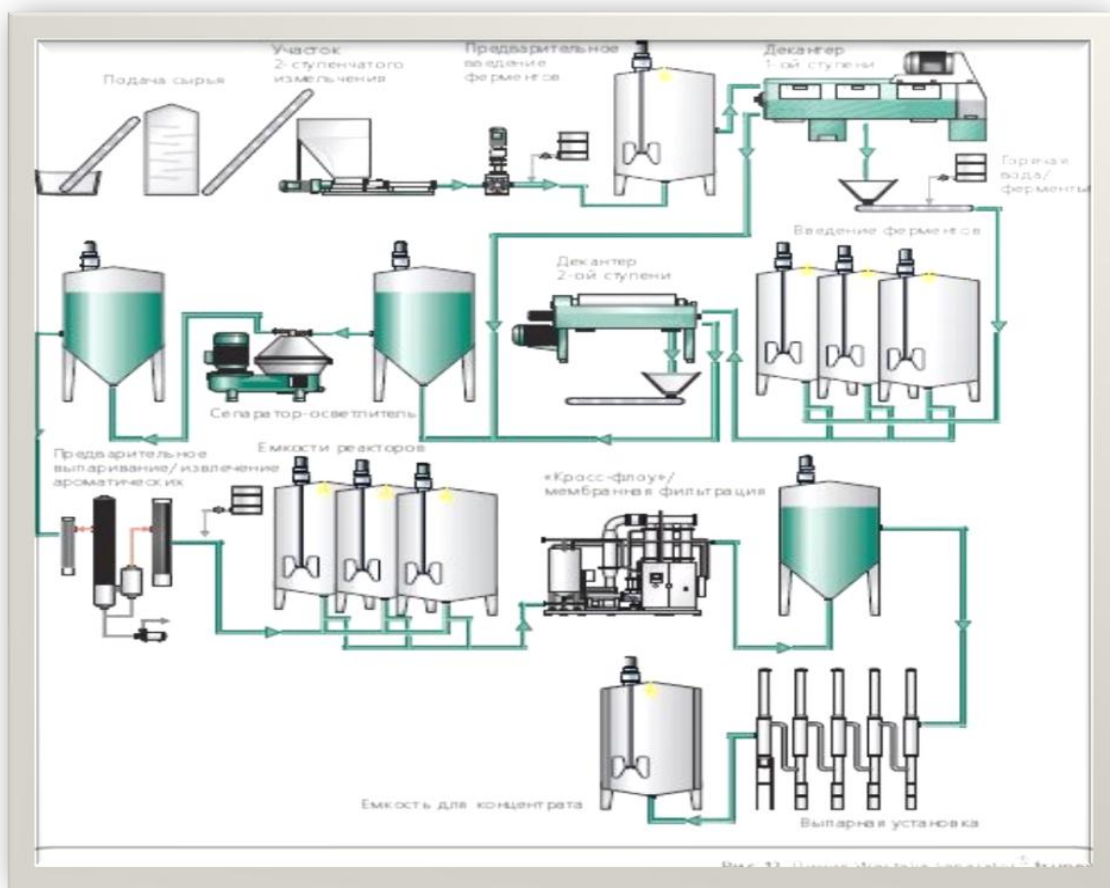 Подача сырья
Участок
2-ступенчатого
измельчения
Предварительное
введение
ферментов
Декантер
1-ой ступени
Горячая
вода/
ферменты
Введение ферментов
Декантер
2-ой ступени
Сепаратор-осветлитель
Предварительное
выпаривание/извлечение
ароматических
Емкости реакторов
«Кросс-флоу»/
мембранная фильтрация
Емкость для концентрата
Выпарная установка